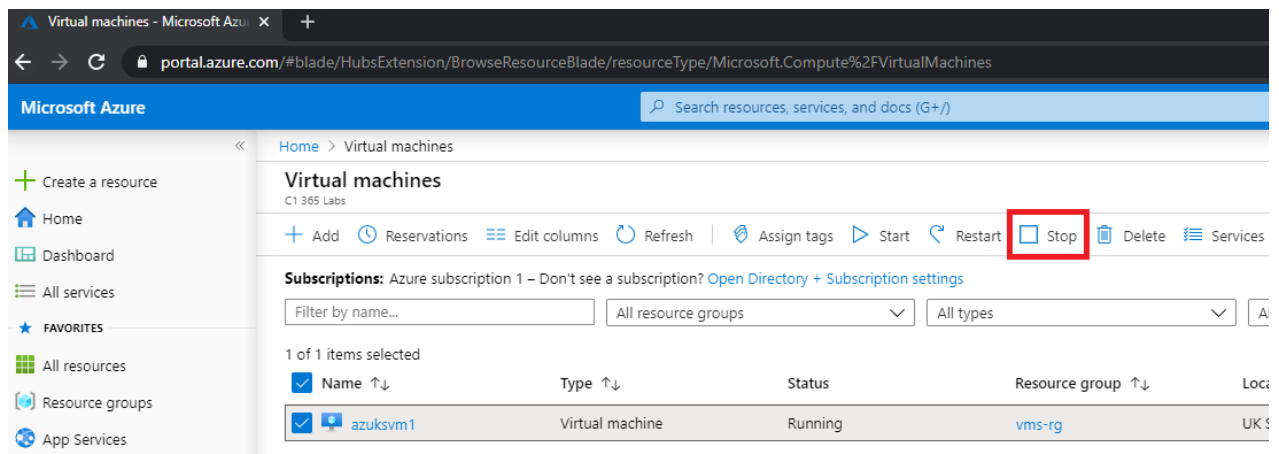 Virtual machines - Microsoft Azu
portal.azure.com/#blade/HubsExtension/BrowseResourceBlade/resourceType/Microsoft.Compute%2FVirtualMachines
Microsoft Azure
Search resources, services, and docs (G+/)
Home > Virtual machines
Create a resource
Home
Dashboard
All services
FAVORITES
All resources
Resource groups
App Services
Virtual machines
C1 365 Labs
Add Reservations Edit columns Refresh Assign tags Start Restart Stop Delete Services
Subscriptions: Azure subscription 1 – Don't see a subscription? Open Directory + Subscription settings
Filter by name... All resource groups All types
1 of 1 items selected
Name Type Status Resource group
azuksvm1 Virtual machine Running vms-rg UK